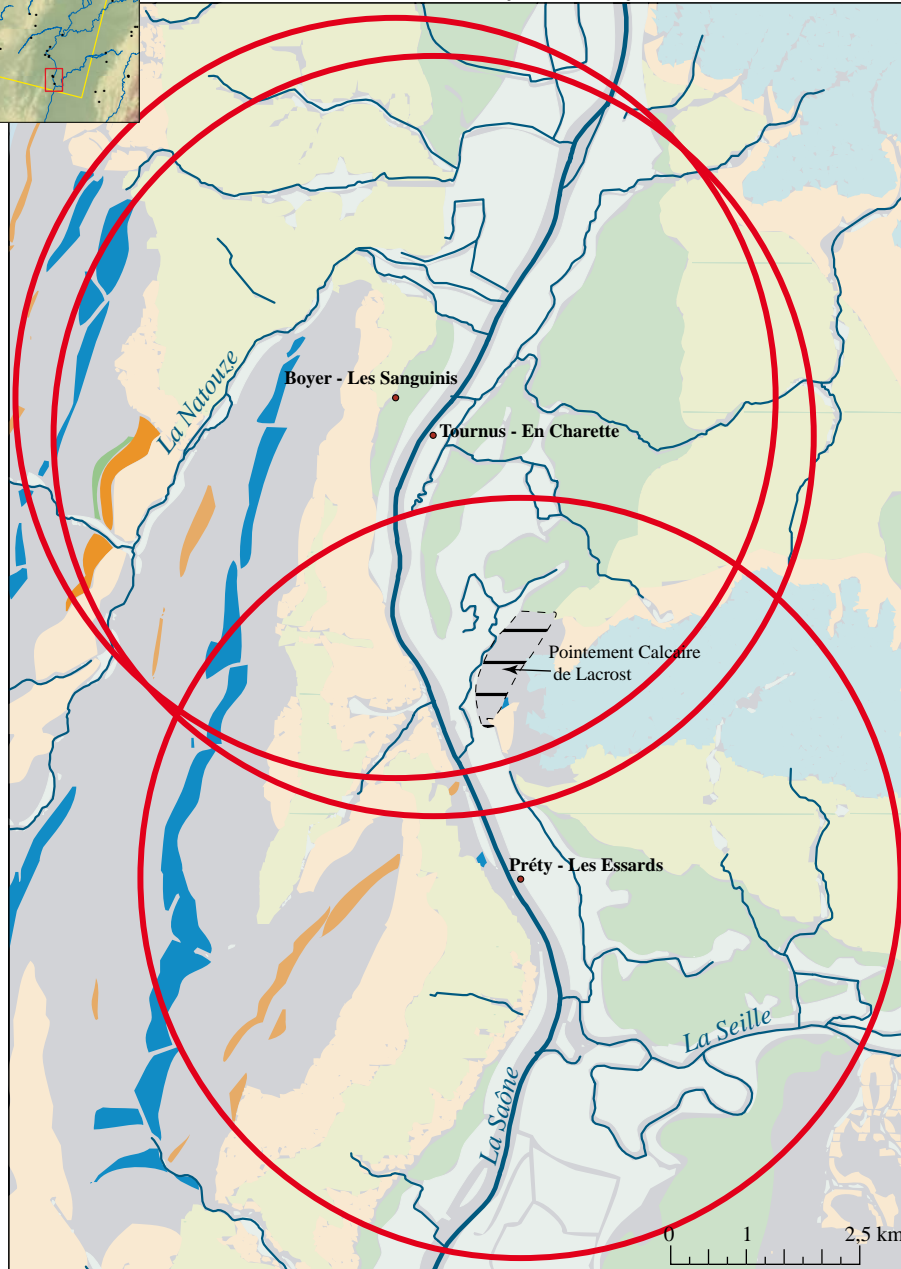 La Natouze
Boyer - Les Sanguinis
Tournus - En Charette
Pointement Calcaire
de Lacrost
Préty - Les Essards
La Seille
La Saône
0 1 2,5 km